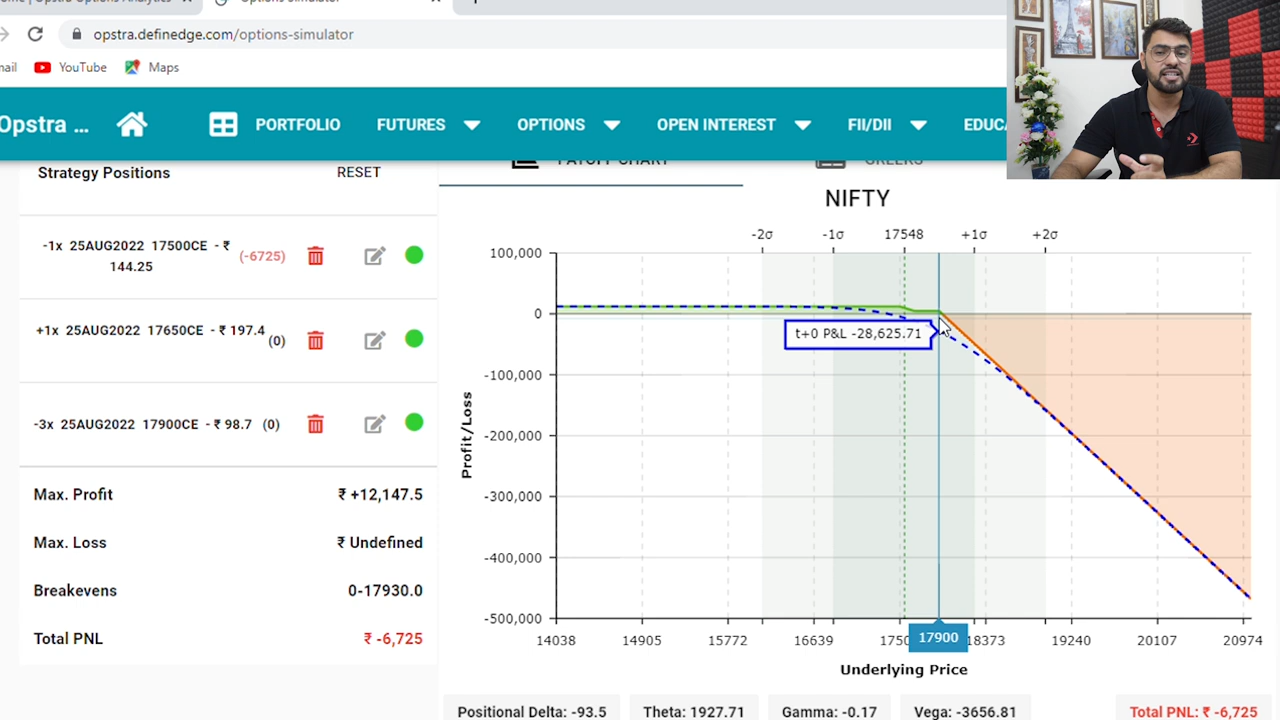 opstra.definedge.com/options-simulator
YouTube Maps
Opstra ... PORTFOLIO FUTURES OPTIONS OPEN INTEREST FII/DII
Strategy Positions RESET
NIFTY
-2σ -1σ 17548 +1σ +2σ
-1x 25AUG2022 17500CE - ₹
144.25 (-6725)
+1x 25AUG2022 17650CE - ₹ 197.4
(0)
-3x 25AUG2022 17900CE - ₹ 98.7 (0)
Max. Profit ₹ +12,147.5
Max. Loss ₹ Undefined
Breakevens 0-17930.0
Total PNL ₹ -6,725
100,000
0
-100,000
-200,000
-300,000
-400,000
-500,000
Profit/Loss
t+0 P&L -28,625.71
14038 14905 15772 16639 17900 18373 19240 20107 20974
Underlying Price
Positional Delta: -93.5 Theta: 1927.71 Gamma: -0.17 Vega: -3656.81 Total PNL: ₹ -6,725